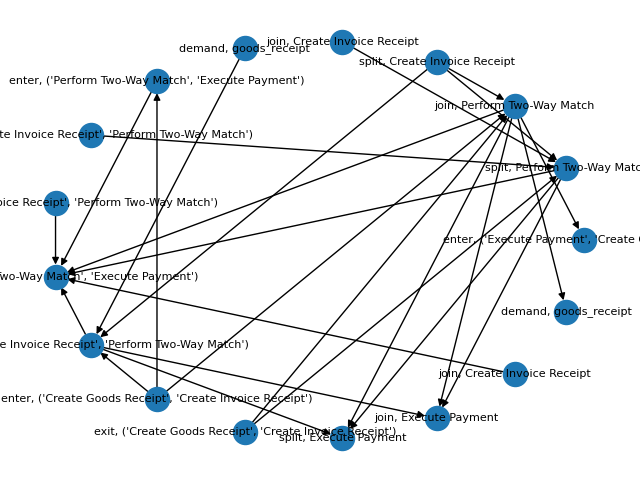 join, Create Invoice Receipt
demand, goods_receipt
split, Create Invoice Receipt
enter, ('Perform Two-Way Match', 'Execute Payment')
join, Perform Two-Way Match
Invoice Receipt', 'Perform Two-Way Match')
split, Perform Two-Way
Receipt', 'Perform Two-Way Match')
enter, ('Execute Payment', 'Create
Two-Way Match', 'Execute Payment')
demand, goods_receipt
Invoice Receipt', 'Perform Two-Way Match')
join, Create Invoice Receipt
enter, ('Create Goods Receipt', 'Create Invoice Receipt')
join, Execute Payment
exit, ('Create Goods Receipt', 'Create Invoice Receipt')
split, Execute Payment